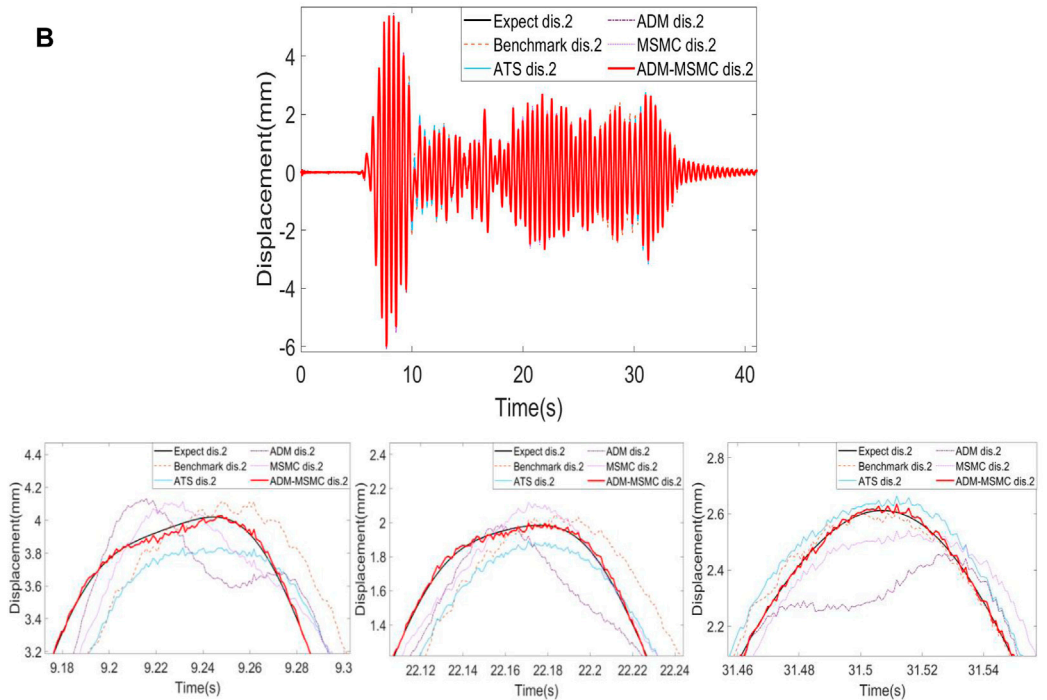 B
Expect dis.2
Benchmark dis.2
ATS dis.2
ADM dis.2
MSMC dis.2
ADM-MSMC dis.2
Displacement(mm)
4
2
0
-2
-4
-6
0 10 20 30 40
Time(s)
Expect dis.2
Benchmark dis.2
ATS dis.2
ADM dis.2
MSMC dis.2
ADM-MSMC dis.2
Displacement(mm)
4.4
4.2
4
3.8
3.6
3.4
3.2
9.18 9.2 9.22 9.24 9.26 9.28 9.3
Time(s)
Expect dis.2
Benchmark dis.2
ATS dis.2
ADM dis.2
MSMC dis.2
ADM-MSMC dis.2
Displacement(mm)
2.4
2.2
2
1.8
1.6
1.4
22.12 22.14 22.16 22.18 22.2 22.22 22.24
Time(s)
Expect dis.2
Benchmark dis.2
ATS dis.2
ADM dis.2
MSMC dis.2
ADM-MSMC dis.2
Displacement(mm)
2.8
2.6
2.4
2.2
31.46 31.48 31.5 31.52 31.54
Time(s)